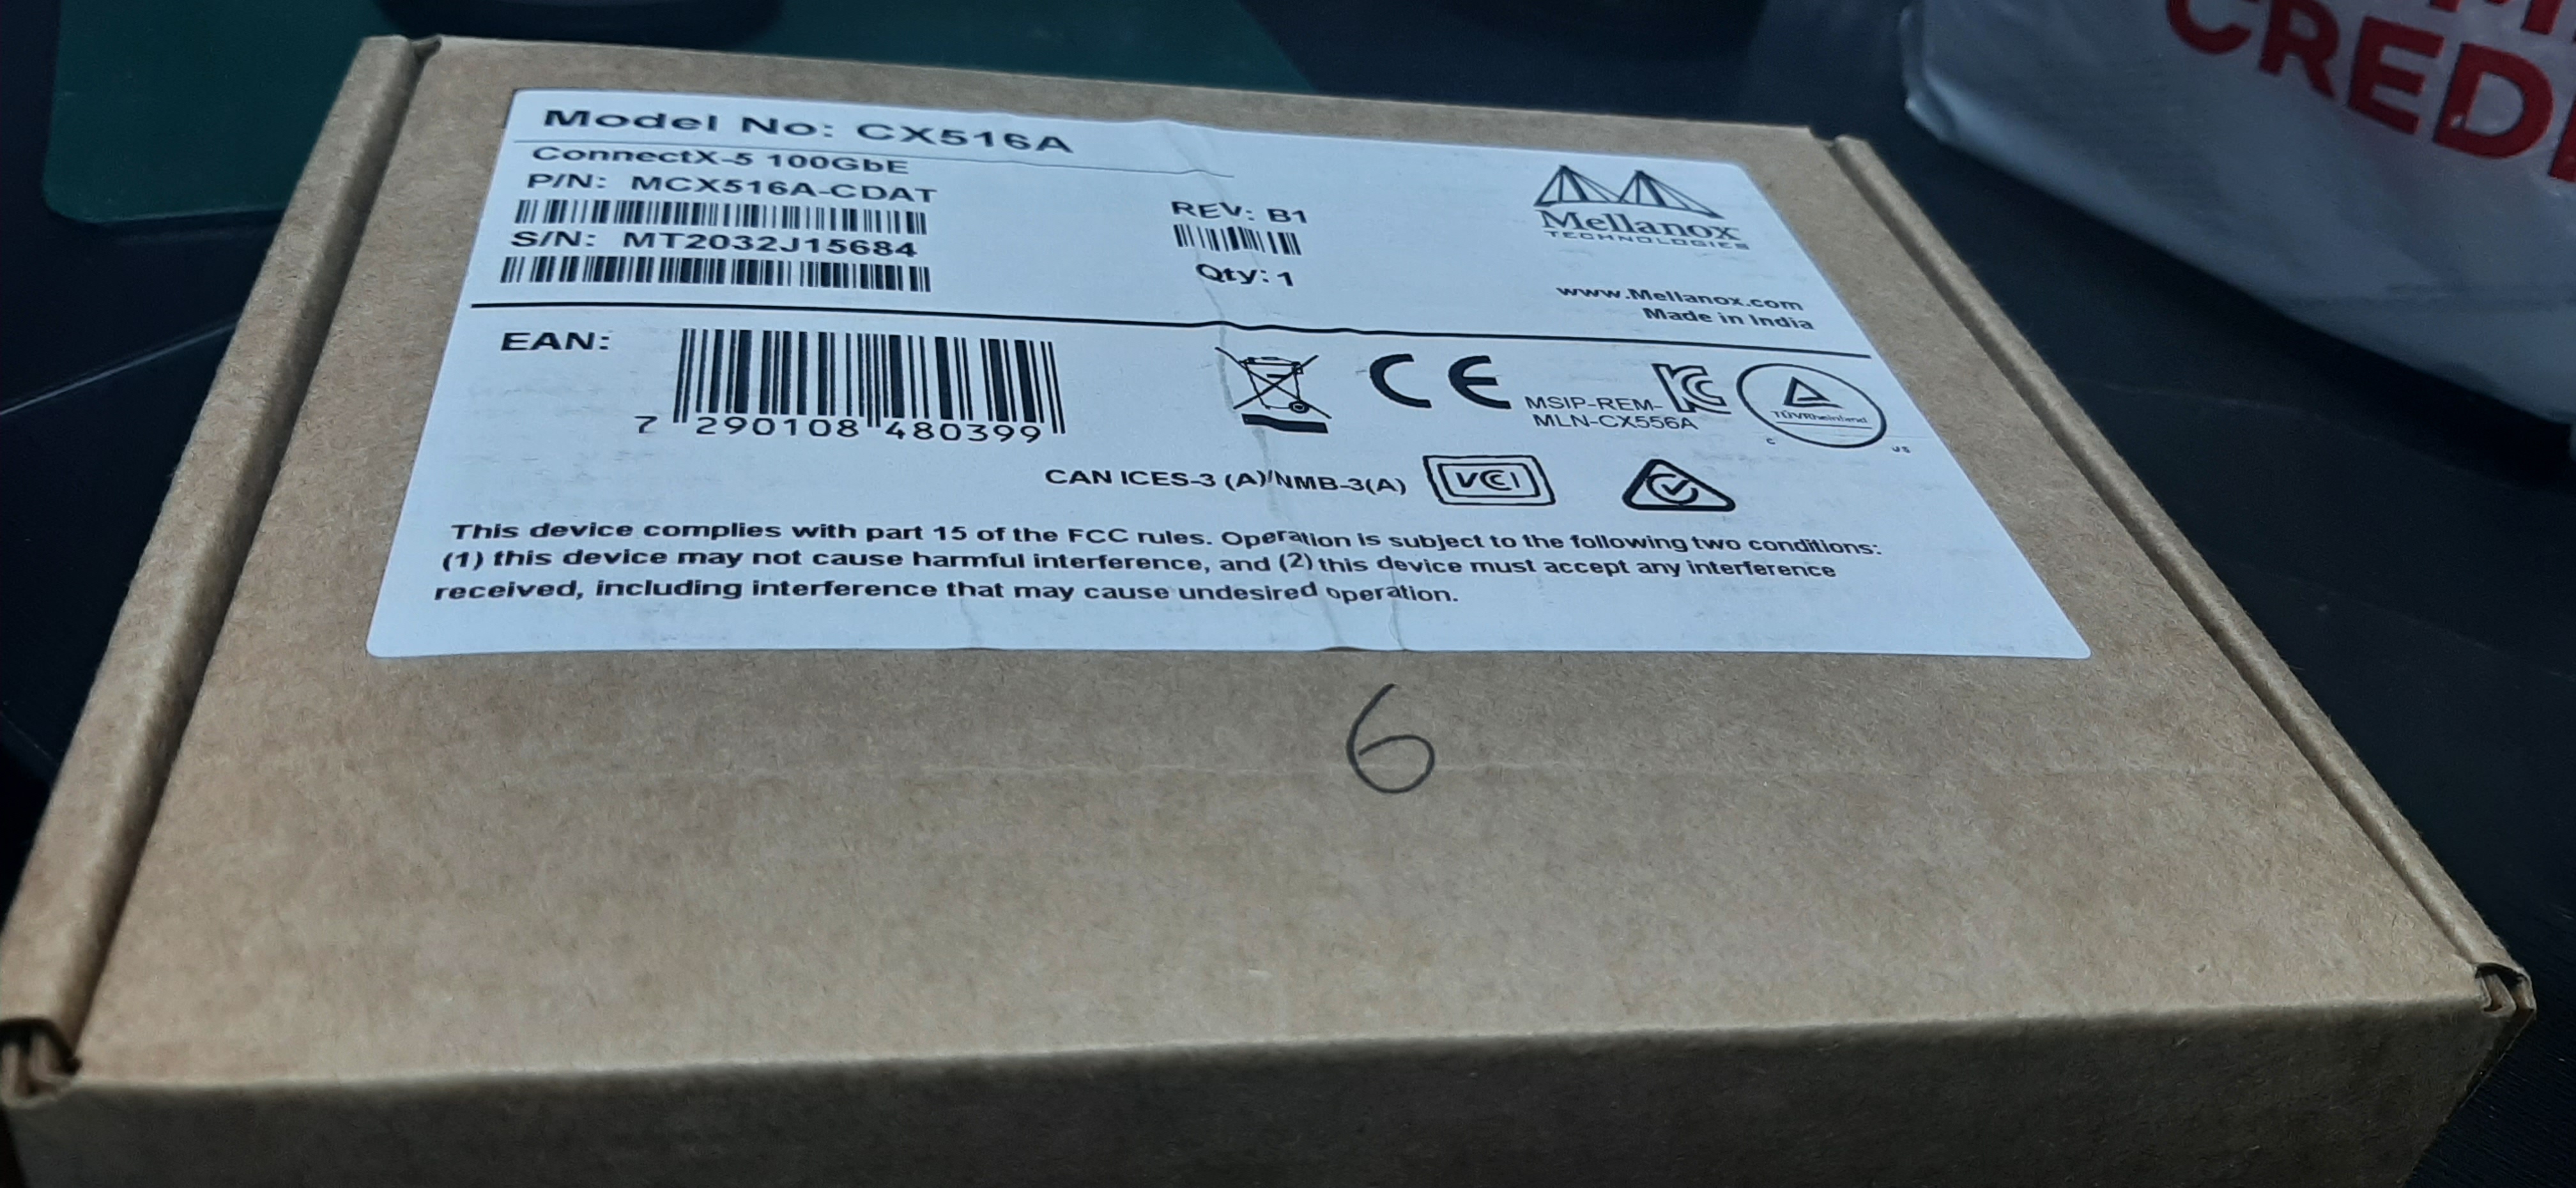 Model No: CX516A
ConnectX-5 100GbE
P/N: MCX516A-CDAT
S/N: MT2032J15684
REV: B1
Qty: 1
Mellanox
TECHNOLOGIES
www.Mellanox.com
Made in India
EAN:
7 290108 480399
CE
MSIP-REM-
MLN-CX556A
KC
TÜVRheinland
C US
CAN ICES-3 (A)/NMB-3(A)
VCI
This device complies with part 15 of the FCC rules. Operation is subject to the following two conditions:
(1) this device may not cause harmful interference, and (2) this device must accept any interference
received, including interference that may cause undesired operation.
6